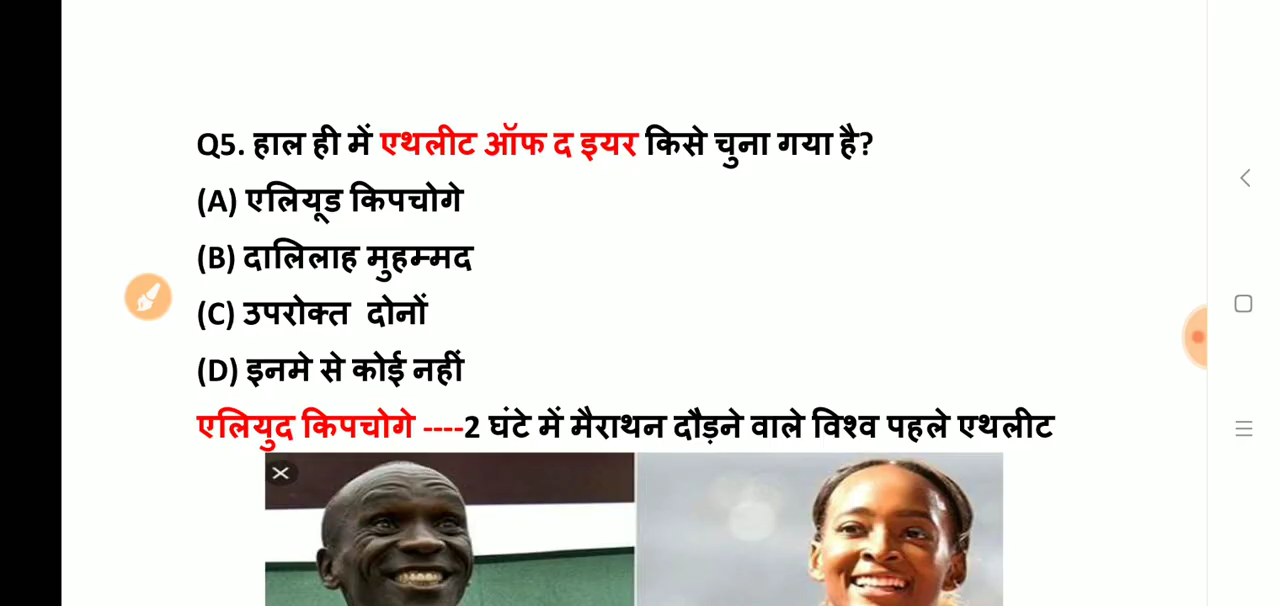 Q5. हाल ही में एथलीट ऑफ द इयर किसे चुना गया है?
(A) एलियूड किपचोगे
(B) दालिलाह मुहम्मद
(C) उपरोक्त दोनों
(D) इनमे से कोई नहीं
एलियुद किपचोगे ----2 घंटे में मैराथन दौड़ने वाले विश्व पहले एथलीट